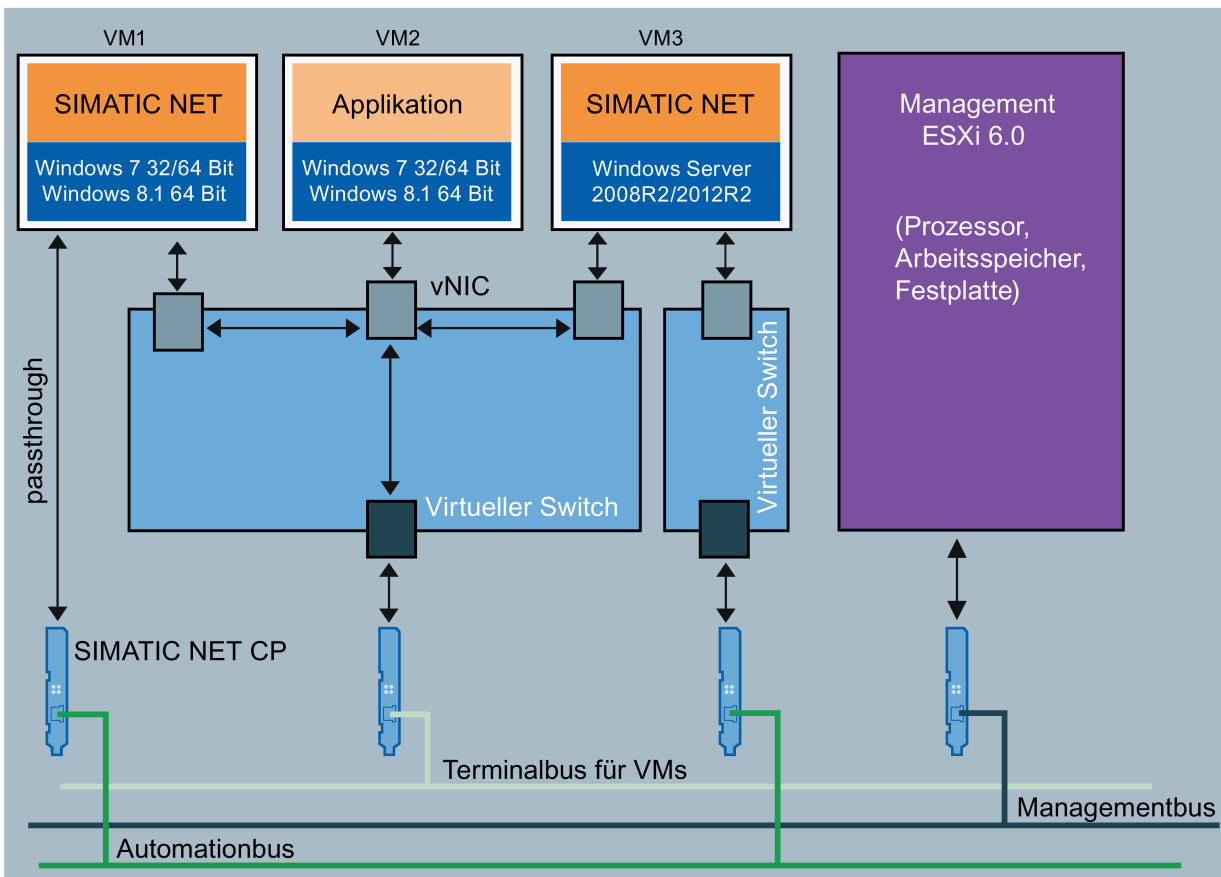 VM1
VM2
VM3
SIMATIC NET
Windows 7 32/64 Bit
Windows 8.1 64 Bit
Applikation
Windows 7 32/64 Bit
Windows 8.1 64 Bit
SIMATIC NET
Windows Server
2008R2/2012R2
Management
ESXi 6.0
(Prozessor,
Arbeitsspeicher,
Festplatte)
vNIC
passthrough
Virtueller Switch
Virtueller Switch
SIMATIC NET CP
Terminalbus für VMs
Managementbus
Automationbus